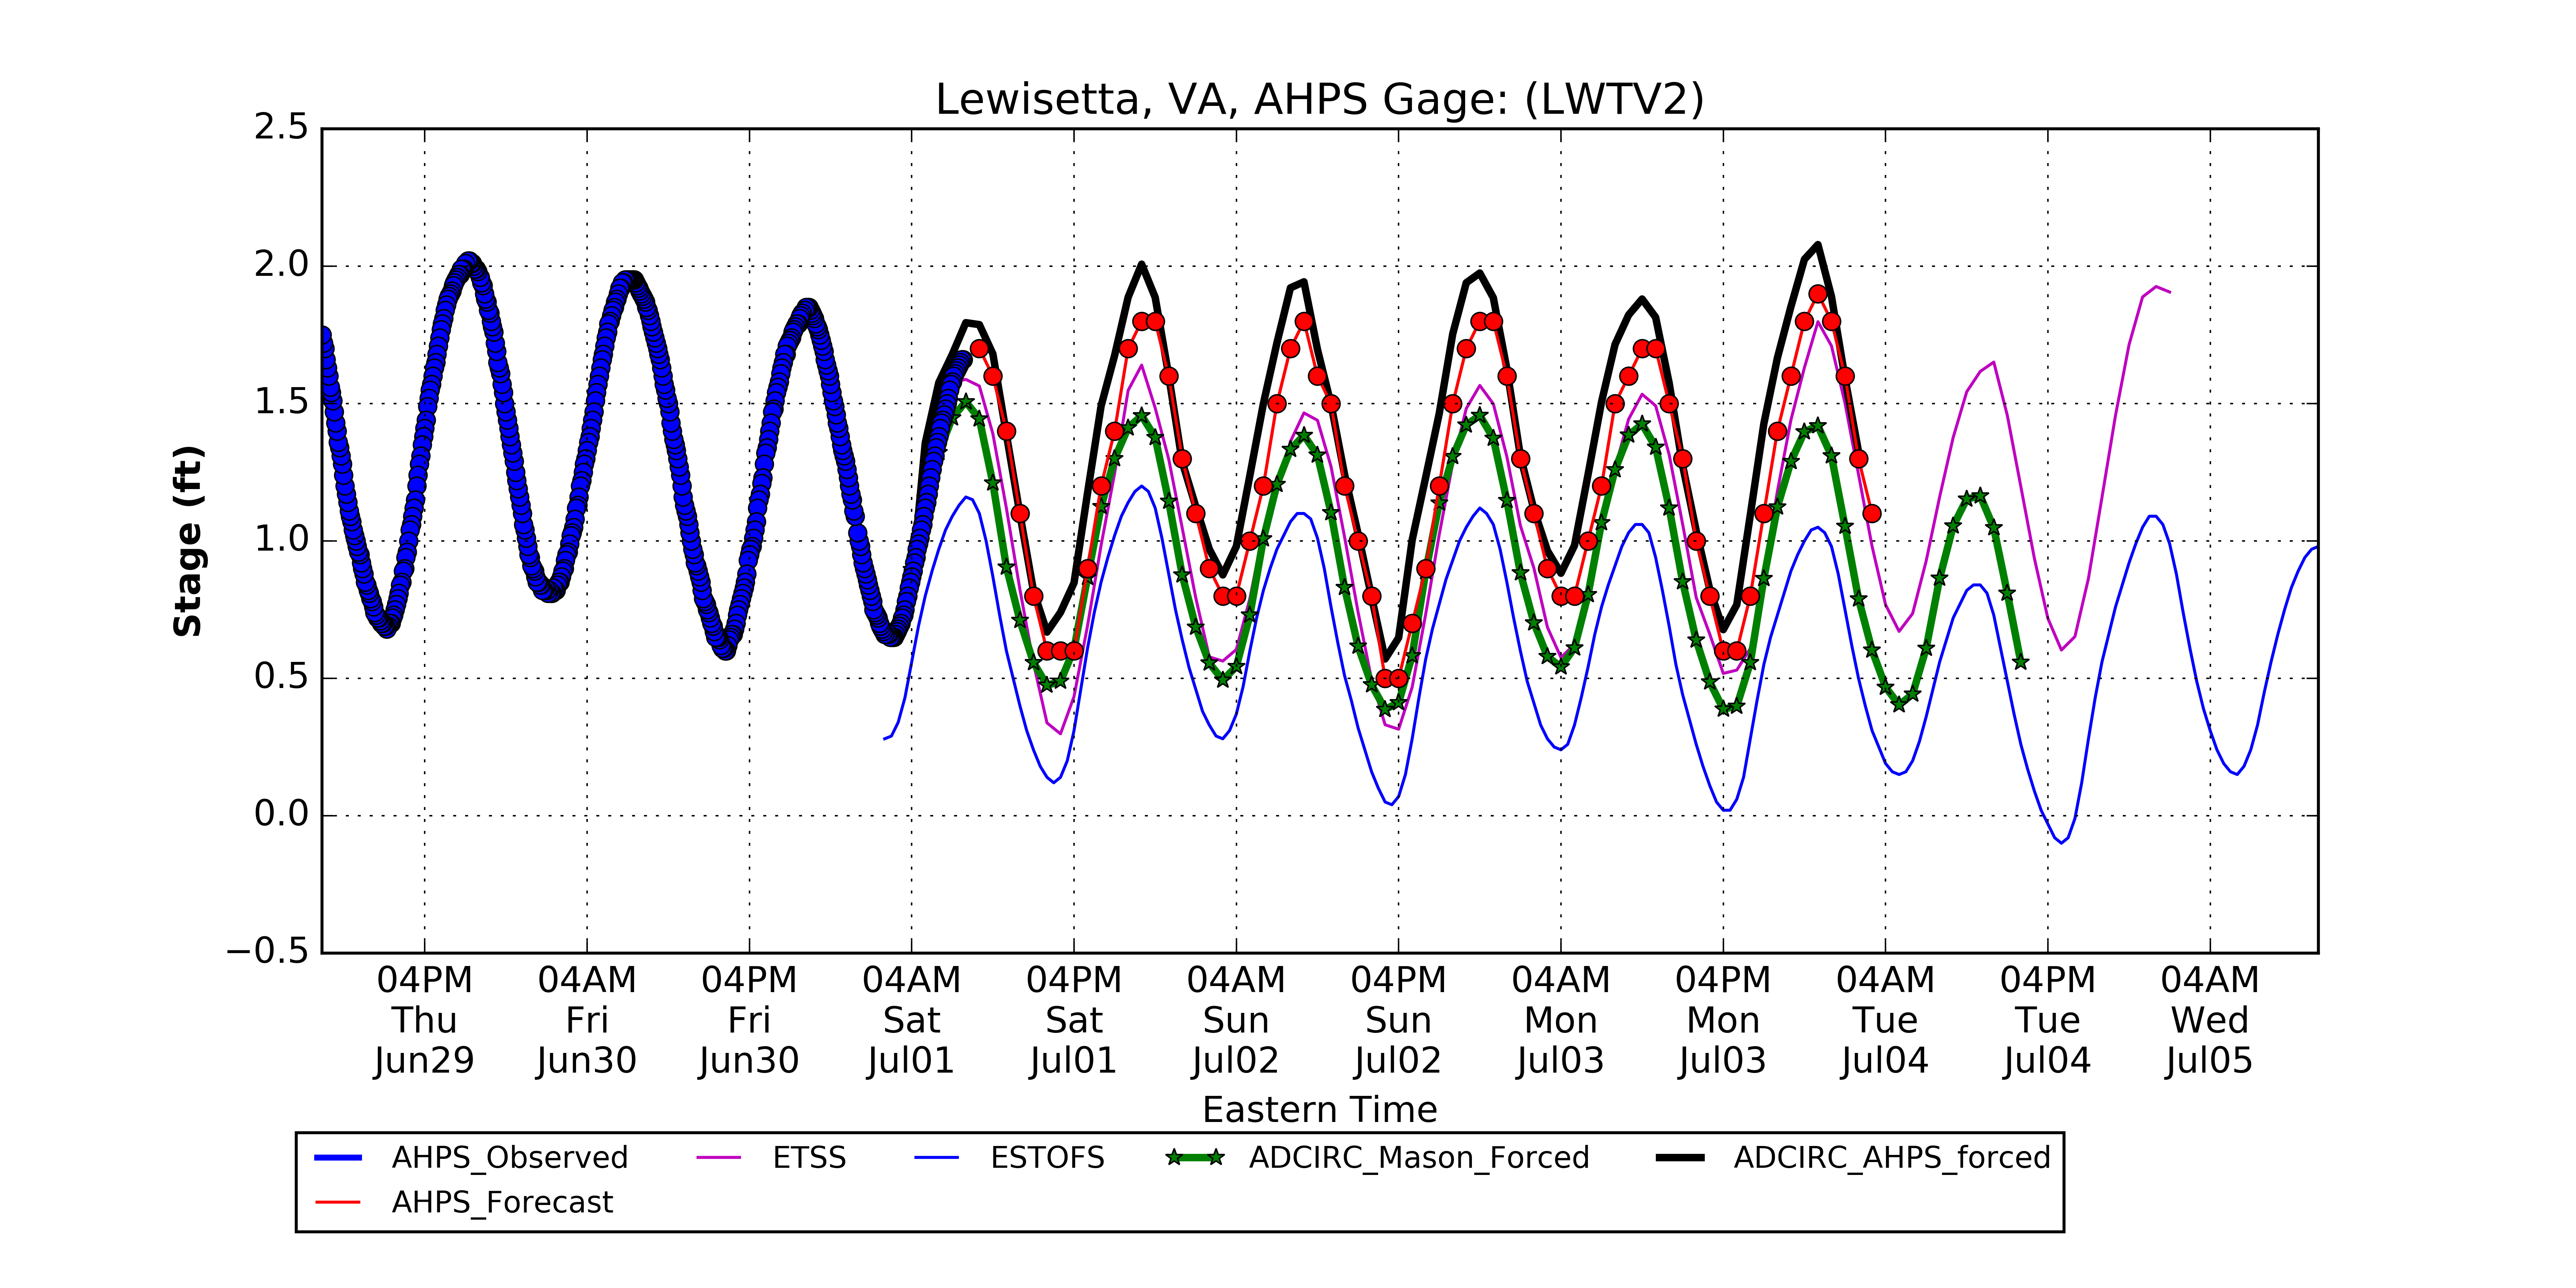 Lewisetta, VA, AHPS Gage: (LWTV2)
2.5
2.0
1.5
1.0
0.5
0.0
−0.5
Stage (ft)
04PM 04AM 04PM 04AM 04PM 04AM 04PM 04AM 04PM 04AM 04PM 04AM
Thu Fri Fri Sat Sat Sun Sun Mon Mon Tue Tue Wed
Jun29 Jun30 Jun30 Jul01 Jul01 Jul02 Jul02 Jul03 Jul03 Jul04 Jul04 Jul05
Eastern Time
AHPS_Observed ETSS ESTOFS ADCIRC_Mason_Forced ADCIRC_AHPS_forced
AHPS_Forecast